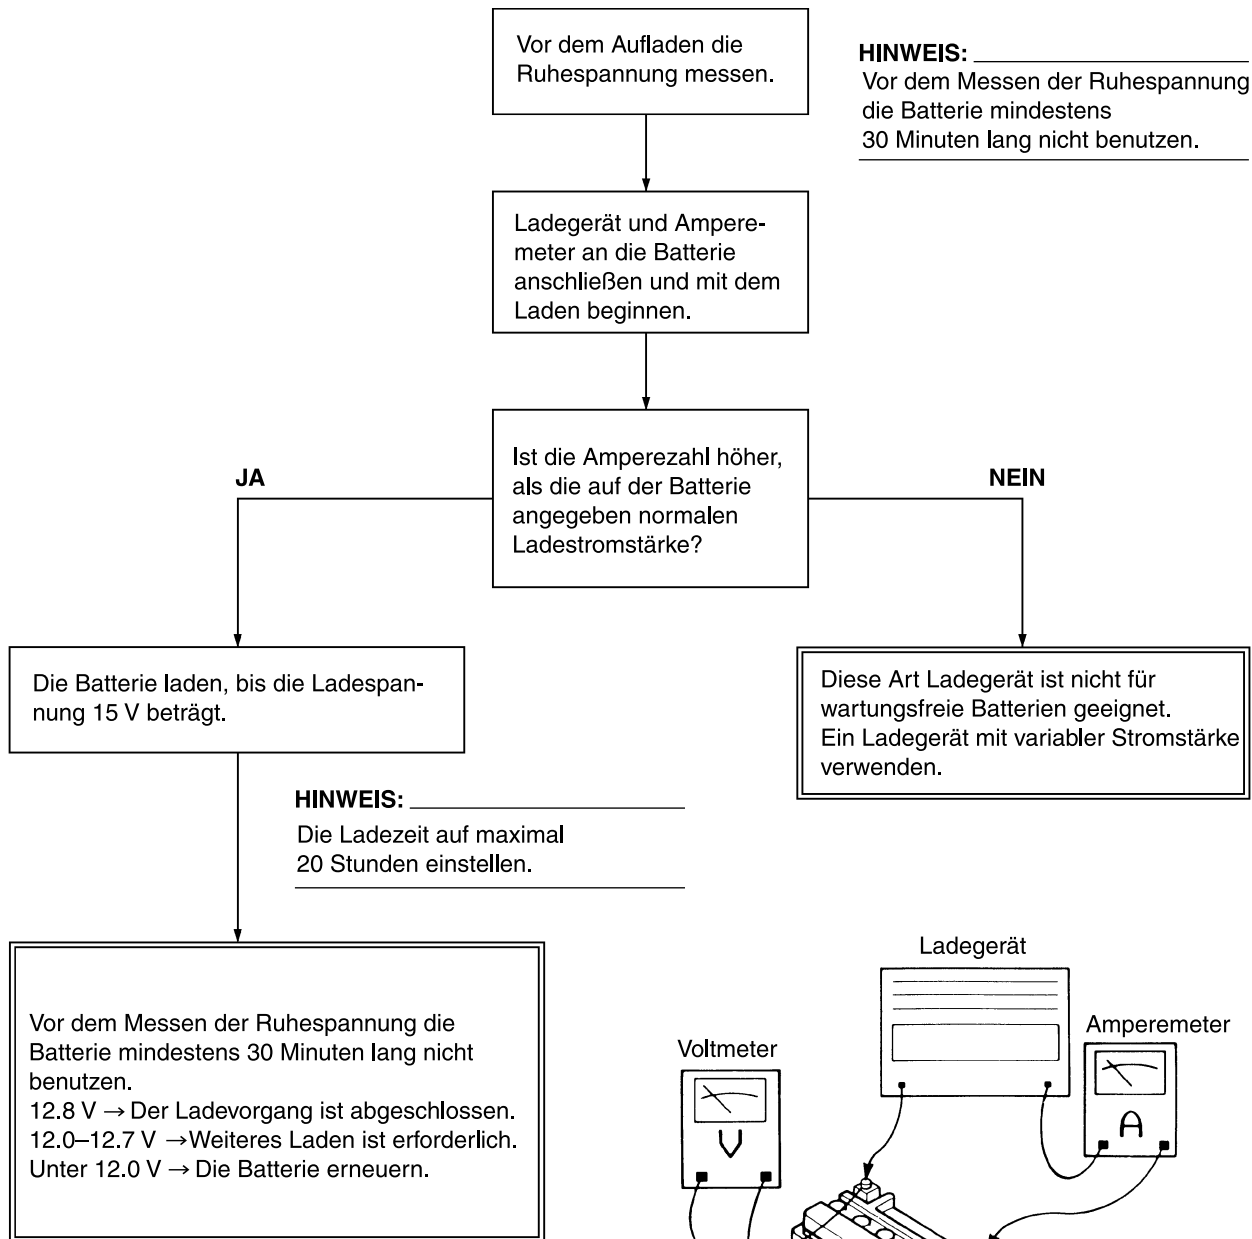 Vor dem Aufladen die
Ruhespannung messen.
HINWEIS:
Vor dem Messen der Ruhespannung
die Batterie mindestens
30 Minuten lang nicht benutzen.
Ladegerät und Ampere-
meter an die Batterie
anschließen und mit dem
Laden beginnen.
Ist die Amperezahl höher,
als die auf der Batterie
angegeben normalen
Ladestromstärke?
JA
NEIN
Die Batterie laden, bis die Ladespan-
nung 15 V beträgt.
Diese Art Ladegerät ist nicht für
wartungsfreie Batterien geeignet.
Ein Ladegerät mit variabler Stromstärke
verwenden.
HINWEIS:
Die Ladezeit auf maximal
20 Stunden einstellen.
Vor dem Messen der Ruhespannung die
Batterie mindestens 30 Minuten lang nicht
benutzen.
12.8 V → Der Ladevorgang ist abgeschlossen.
12.0–12.7 V → Weiteres Laden ist erforderlich.
Unter 12.0 V → Die Batterie erneuern.
Ladegerät
Amperemeter
Voltmeter
V
A